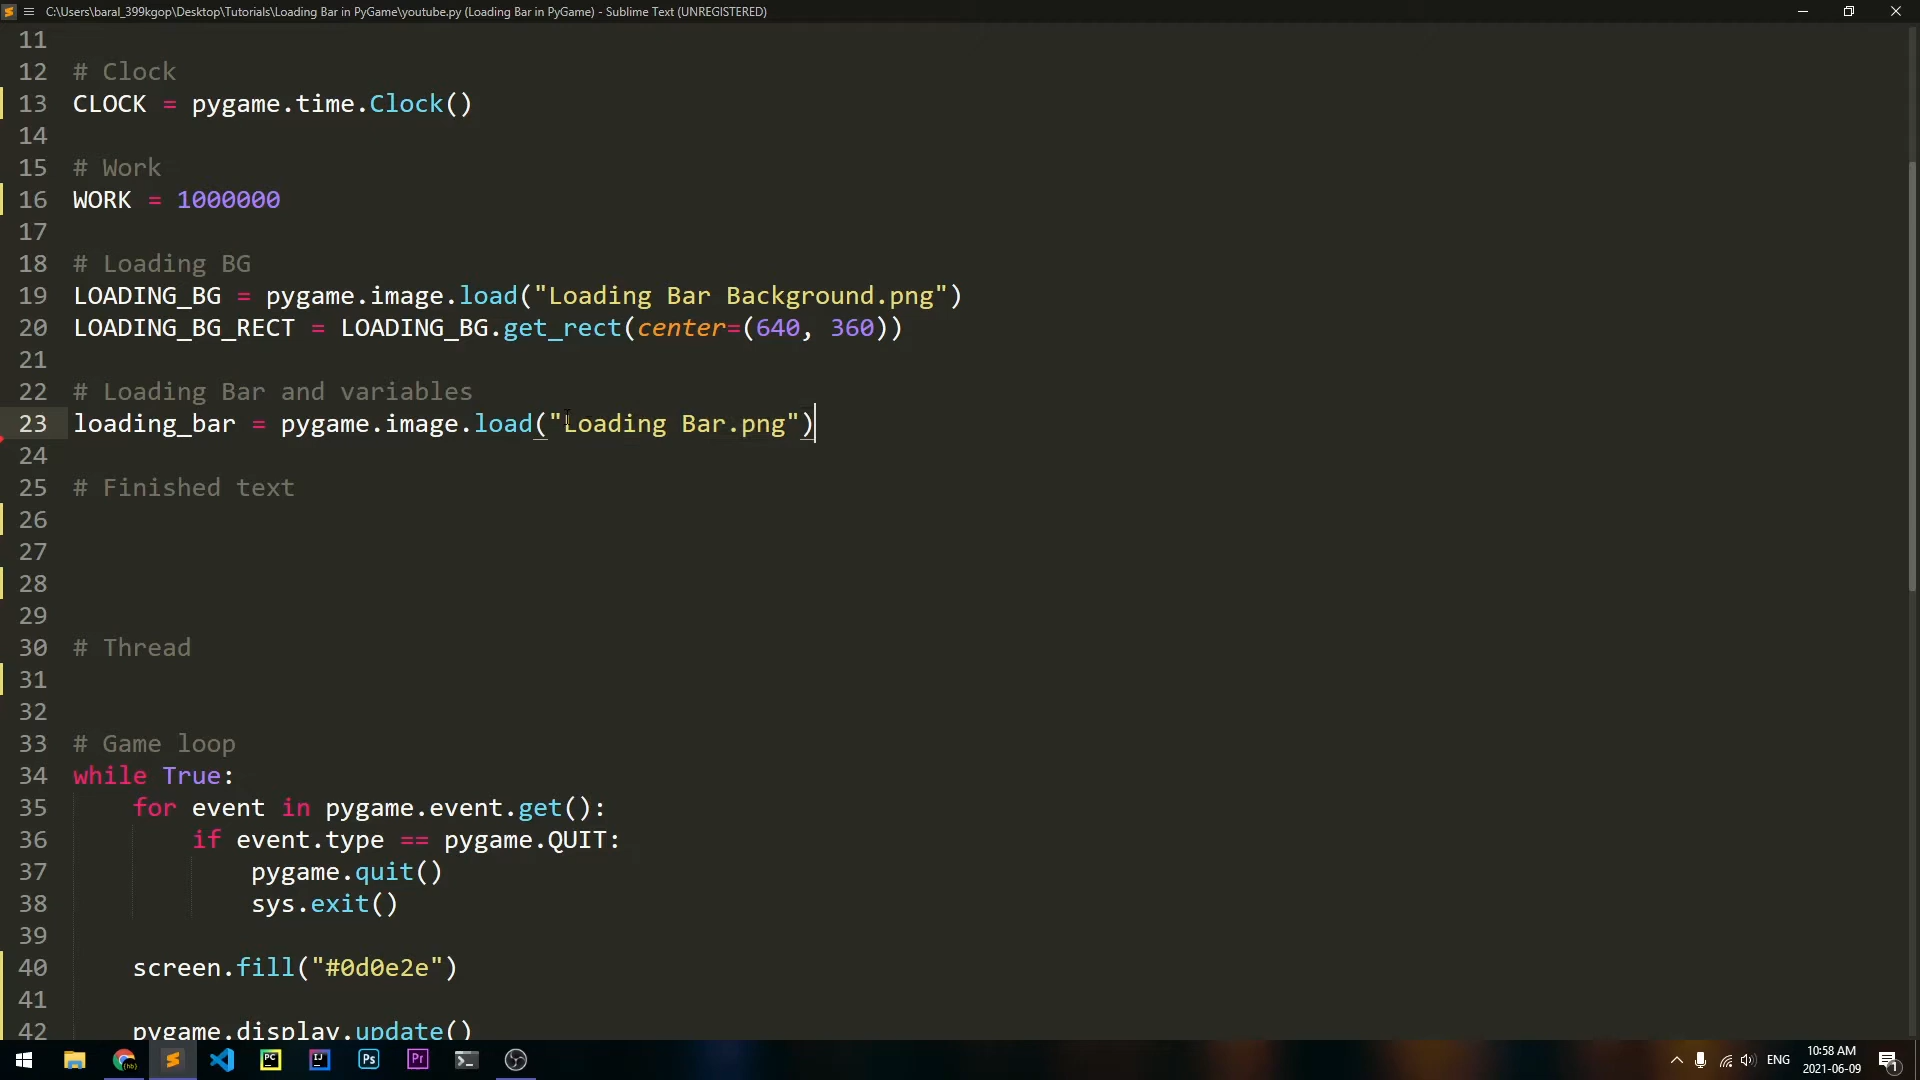 C:\Users\baral_399kgop\Desktop\Tutorials\Loading Bar in PyGame\youtube.py (Loading Bar in PyGame) - Sublime Text (UNREGISTERED)
11
12 # Clock
13 CLOCK = pygame.time.Clock()
14
15 # Work
16 WORK = 1000000
17
18 # Loading BG
19 LOADING_BG = pygame.image.load("Loading Bar Background.png")
20 LOADING_BG_RECT = LOADING_BG.get_rect(center=(640, 360))
21
22 # Loading Bar and variables
23 loading_bar = pygame.image.load("Loading Bar.png")
24
25 # Finished text
26
27
28
29
30 # Thread
31
32
33 # Game loop
34 while True:
35     for event in pygame.event.get():
36         if event.type == pygame.QUIT:
37             pygame.quit()
38             sys.exit()
39
40     screen.fill("#0d0e2e")
41
42     pygame.display.update()
PC
IJ
Ps
Pr
ENG
10:58 AM
2021-06-09
1